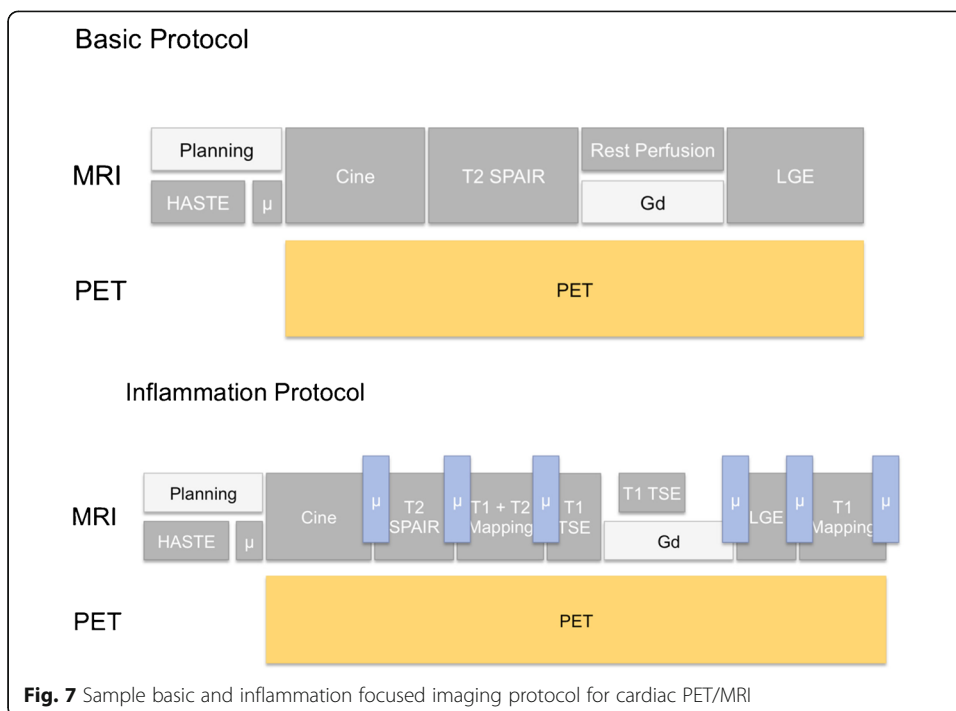 Basic Protocol
MRI
Planning
HASTE
μ
Cine
T2 SPAIR
Rest Perfusion
Gd
LGE
PET
PET
Inflammation Protocol
MRI
Planning
HASTE
μ
Cine
μ
T2
SPAIR
μ
T1 + T2
Mapping
μ
T1
TSE
T1 TSE
Gd
μ
LGE
μ
T1
Mapping
μ
PET
PET
Fig. 7 Sample basic and inflammation focused imaging protocol for cardiac PET/MRI